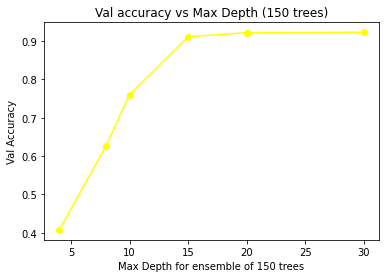 Val accuracy vs Max Depth (150 trees)
0.9
0.8
0.7
0.6
0.5
0.4
Val Accuracy
5 10 15 20 25 30
Max Depth for ensemble of 150 trees